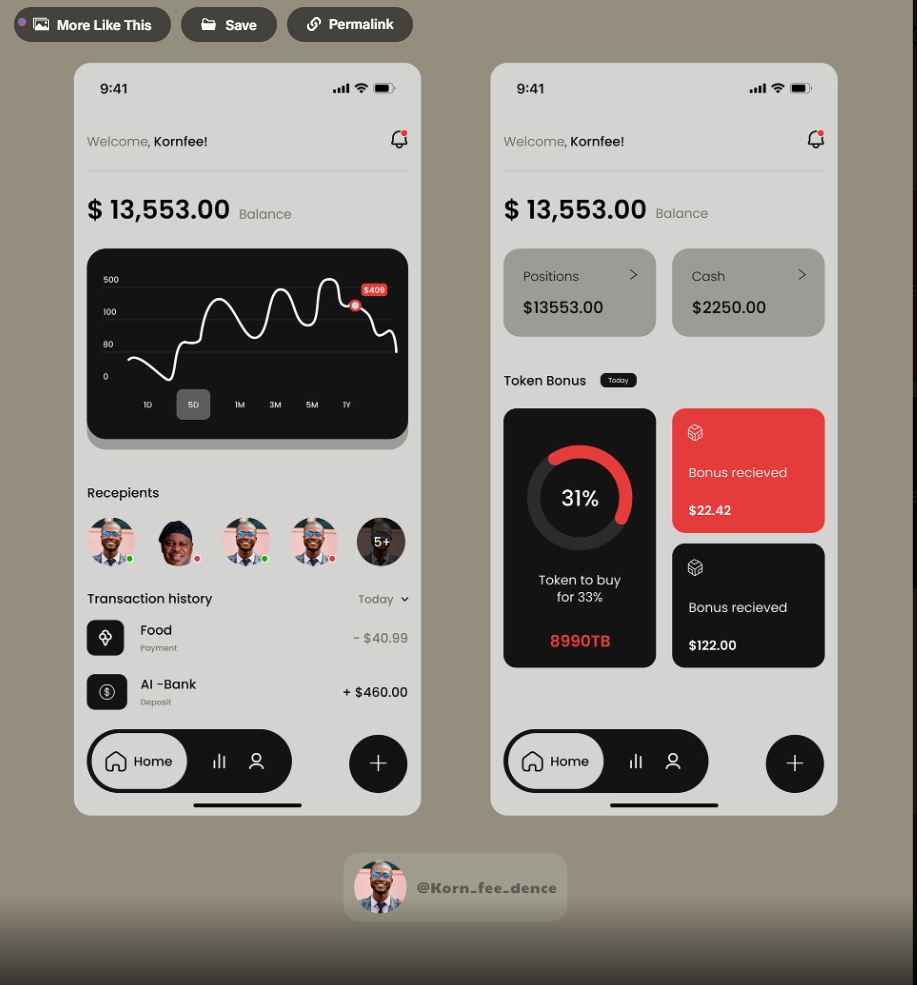 More Like This
Save
Permalink
9:41
Welcome, Kornfee!
$ 13,553.00 Balance
500
100
80
0
$409
1D 5D 1M 3M 5M 1Y
Recepients
5+
Transaction history Today
Food
Payment
- $40.99
AI -Bank
Deposit
+ $460.00
Home
9:41
Welcome, Kornfee!
$ 13,553.00 Balance
Positions
$13553.00
Cash
$2250.00
Token Bonus Today
31%
Token to buy
for 33%
8990TB
Bonus recieved
$22.42
Bonus recieved
$122.00
Home
@Korn_fee_dence